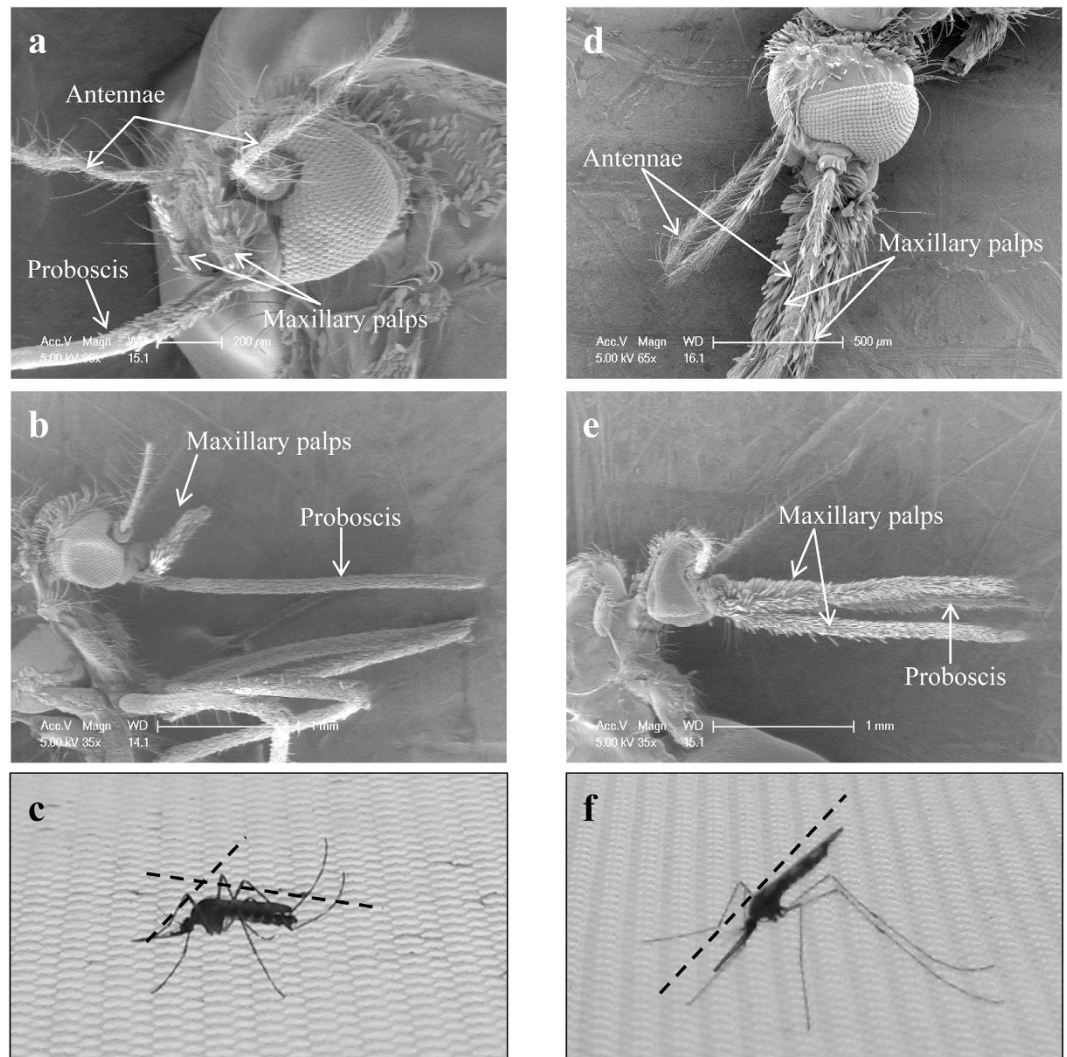 a
Antennae
Proboscis
Maxillary palps
Acc.V Magn WD
5.00 kV 15.1
200 µm
d
Antennae
Maxillary palps
Acc.V Magn WD
5.00 kV 65x 16.1
500 µm
b
Maxillary palps
Proboscis
Acc.V Magn WD
5.00 kV 35x 14.1
1 mm
e
Maxillary palps
Proboscis
Acc.V Magn WD
5.00 kV 35x 15.1
1 mm
c
f